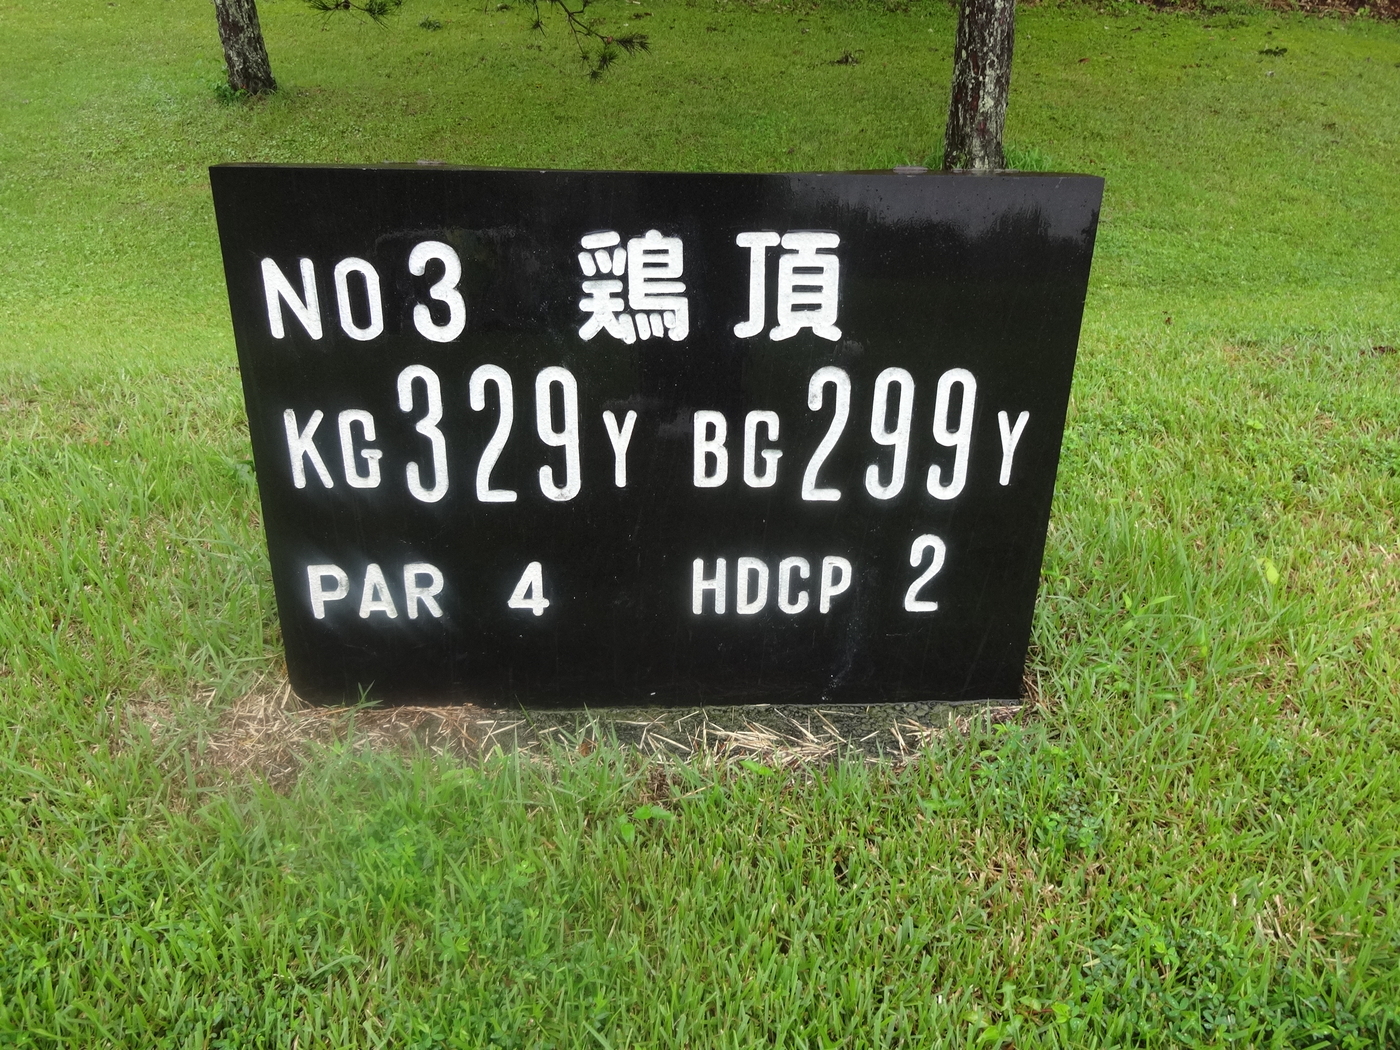 NO3 鶏頂
KG329Y BG299Y
PAR 4 HDCP 2